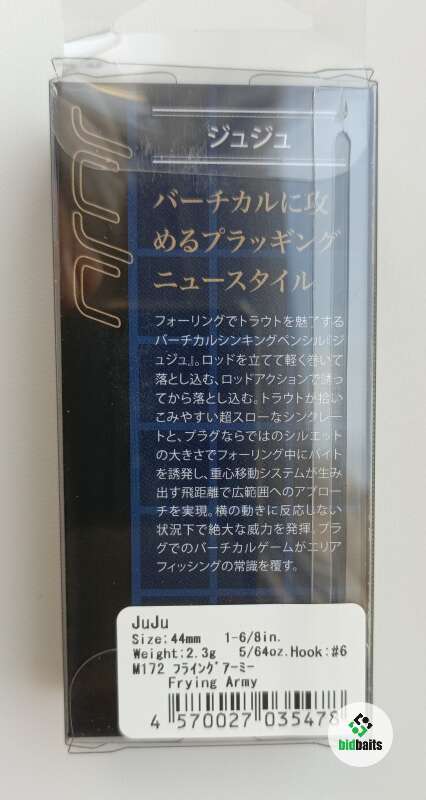 ジュジュ
JUJU
バーチカルに攻
めるプラッギング
ニュースタイル
フォーリングでトラウトを魅了する
バーチカルシンキングペンシル『ジ
ュジュ』。ロッドを立てて軽く巻いて
落とし込む、ロッドアクションで誘っ
てから落とし込む。トラウトが拾い
こみやすい超スローなシンクレー
トと、プラグならではのシルエット
の大きさでフォーリング中にバイト
を誘発し、重心移動システムが生み
出す飛距離で広範囲へのアプロー
チを実現。横の動きに反応しない
状況下で絶大な威力を発揮。プラ
グでのバーチカルゲームがエリア
フィッシングの常識を覆す。
JuJu
Size:44mm 1-6/8in.
Weight:2.3g 5/64oz.Hook:#6
M172 フライングアーミー
Frying Army
4 570027 035478
bidbaits